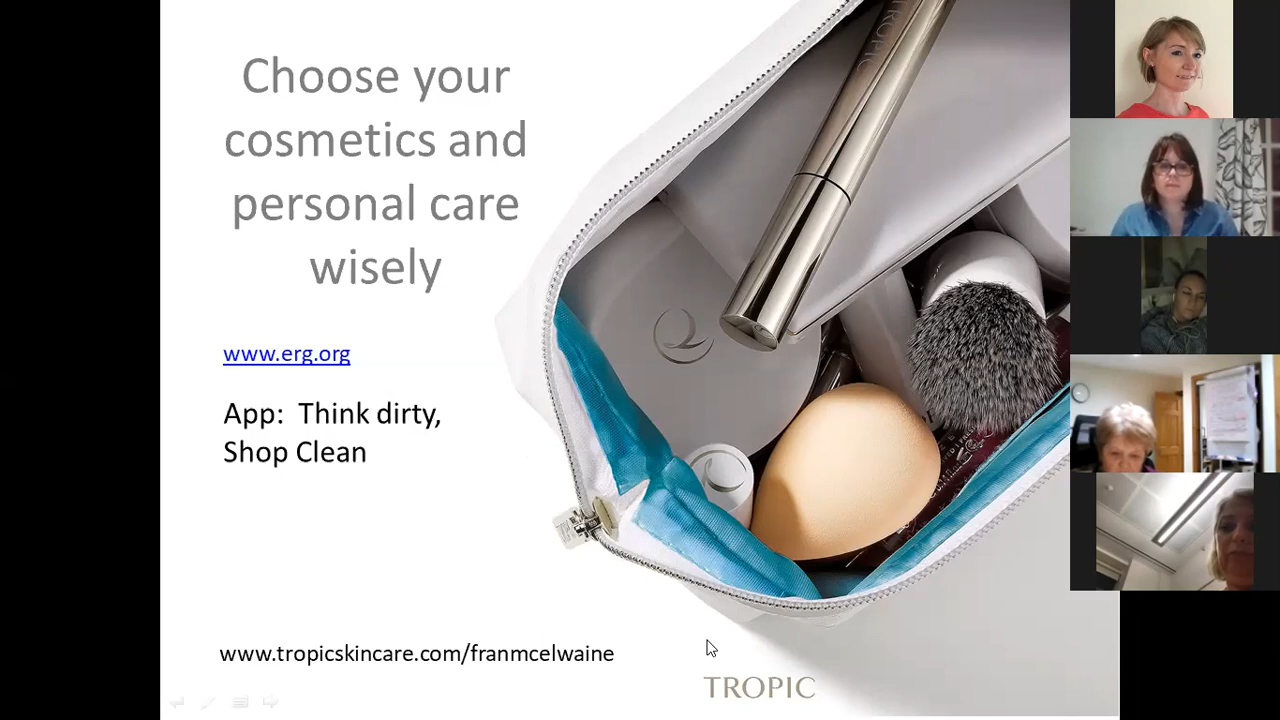 Choose your
cosmetics and
personal care
wisely
www.erg.org
App:  Think dirty,
Shop Clean
www.tropicskincare.com/franmcelwaine
TROPIC
TROPIC